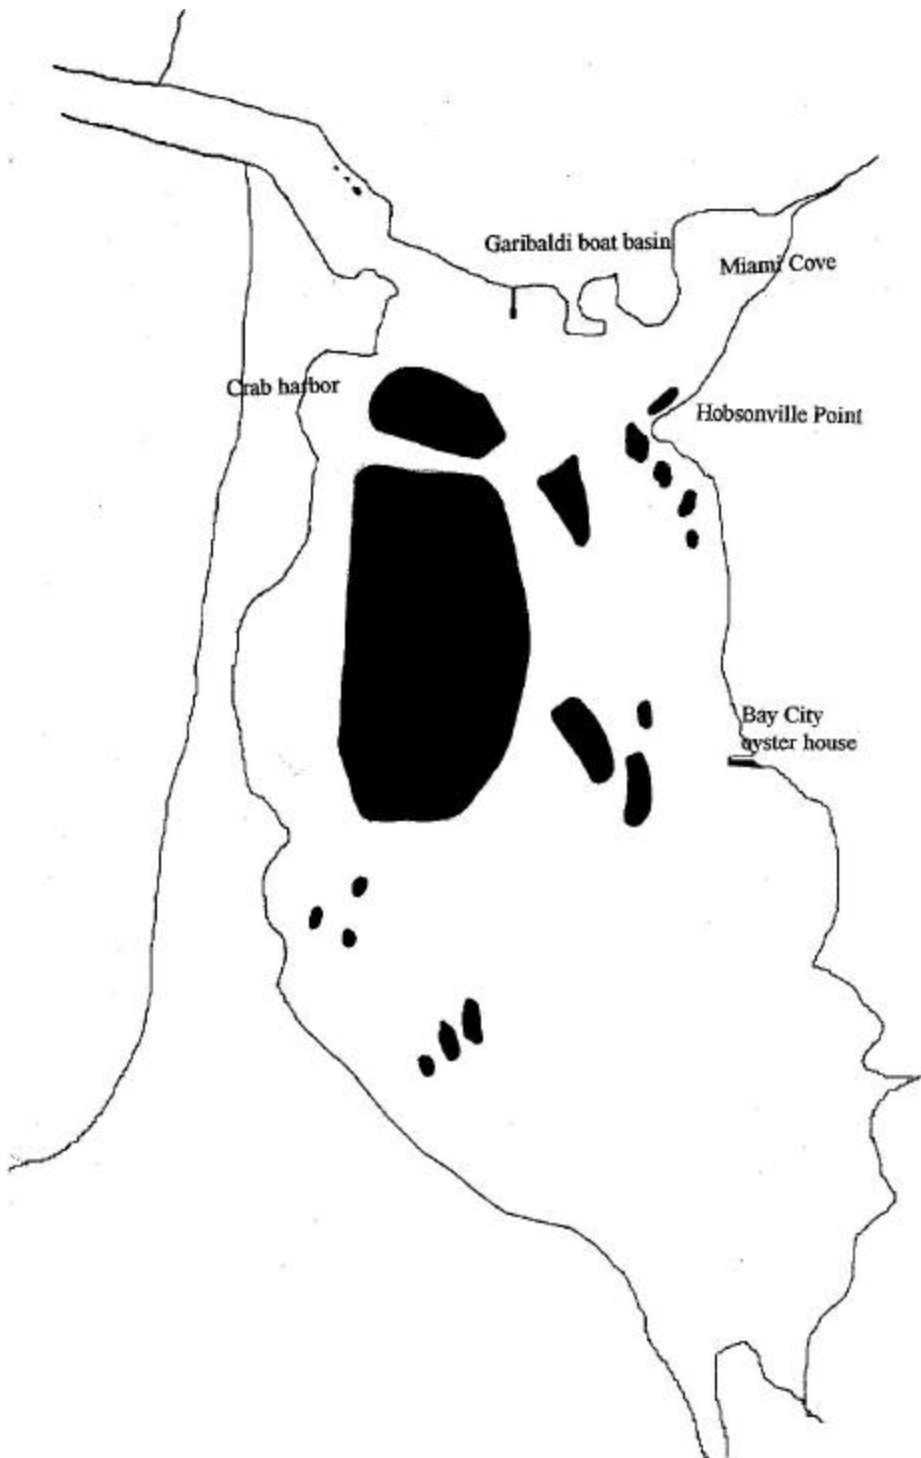 Garibaldi boat basin
Miami Cove
Crab harbor
Hobsonville Point
Bay City
oyster house